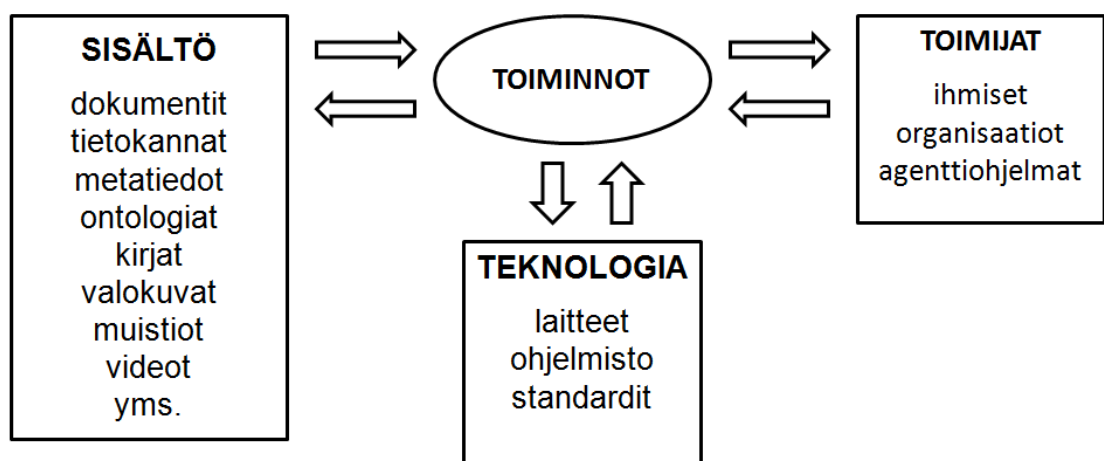 SISÄLTÖ
dokumentit
tietokannat
metatiedot
ontologiat
kirjat
valokuvat
muistiot
videot
yms.
TOIMINNOT
TOIMIJAT
ihmiset
organisaatiot
agenttiohjelmat
TEKNOLOGIA
laitteet
ohjelmisto
standardit